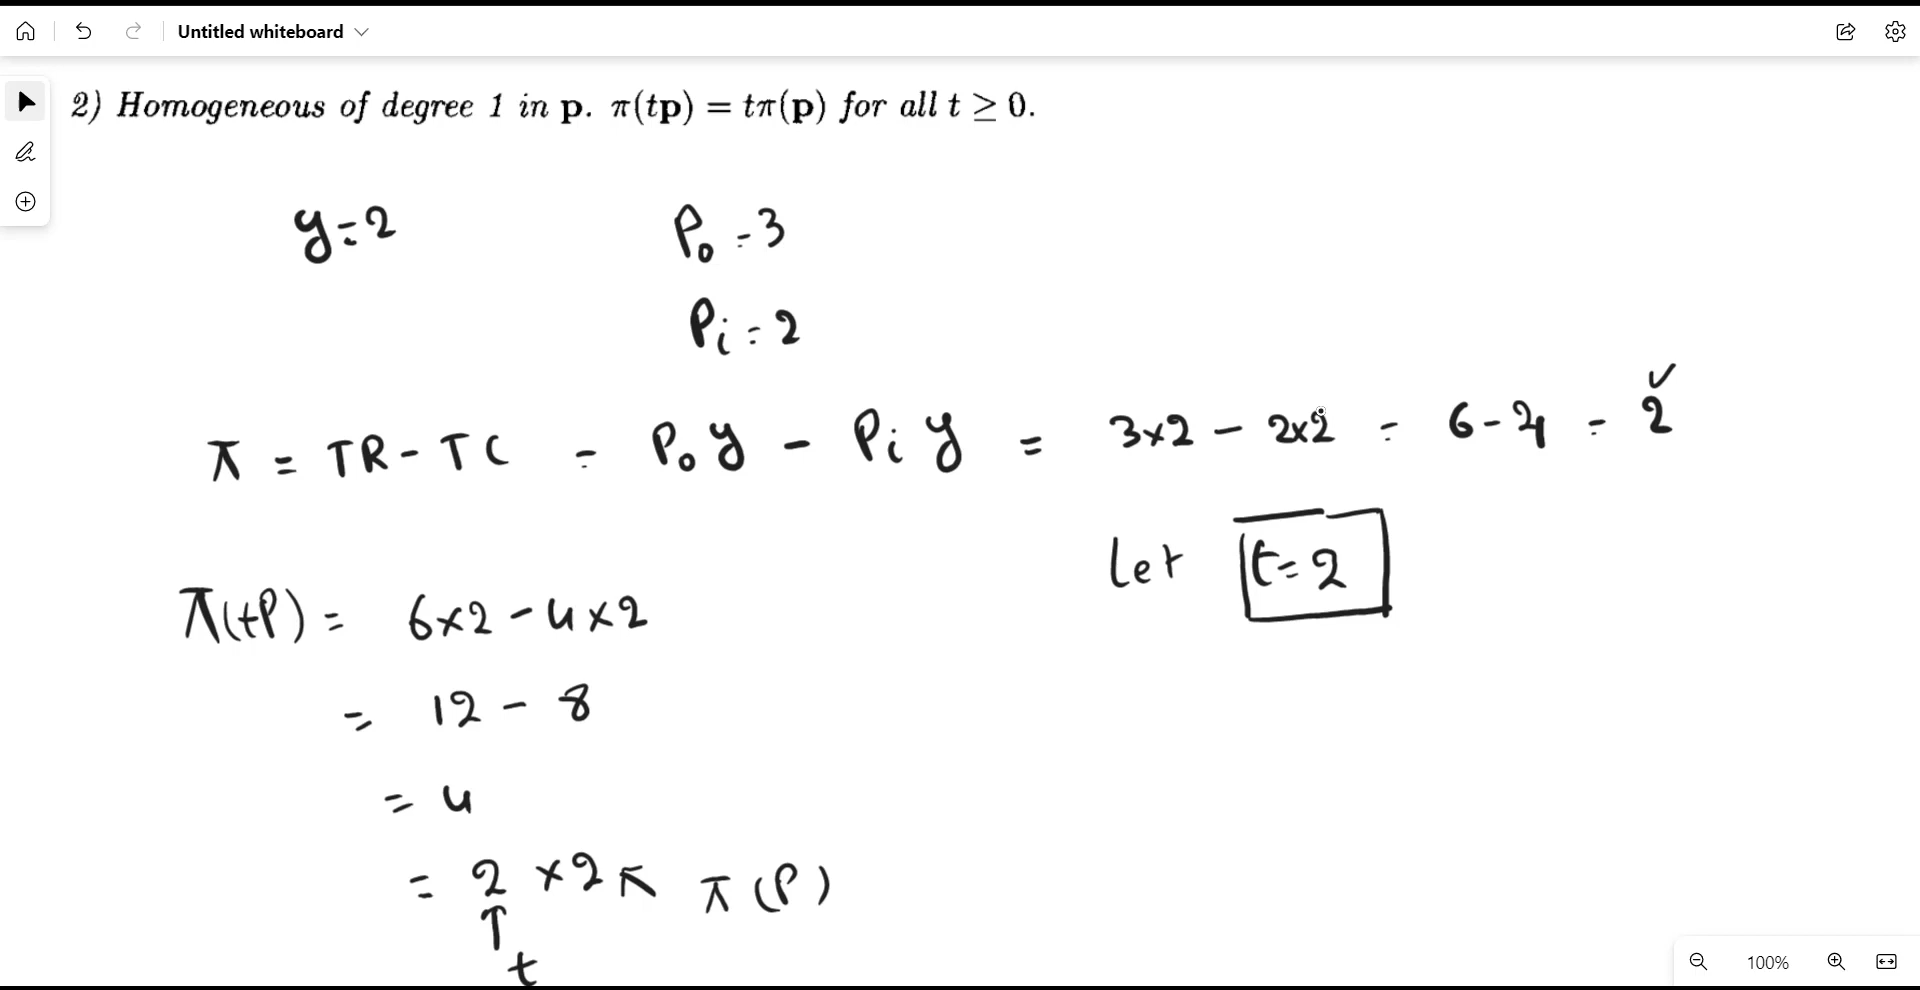 Untitled whiteboard
2) Homogeneous of degree 1 in p. π(tp) = tπ(p) for all t ≥ 0.
y = 2
P₀ = 3
Pᵢ = 2
π = TR - TC = P₀ y - Pᵢ y = 3×2 - 2×2 = 6 - 4 = 2 ✓
Let t = 2
π(tP) = 6×2 - 4×2
= 12 - 8
= 4
= 2 × 2 ↖ π(P)
↑
t
100%